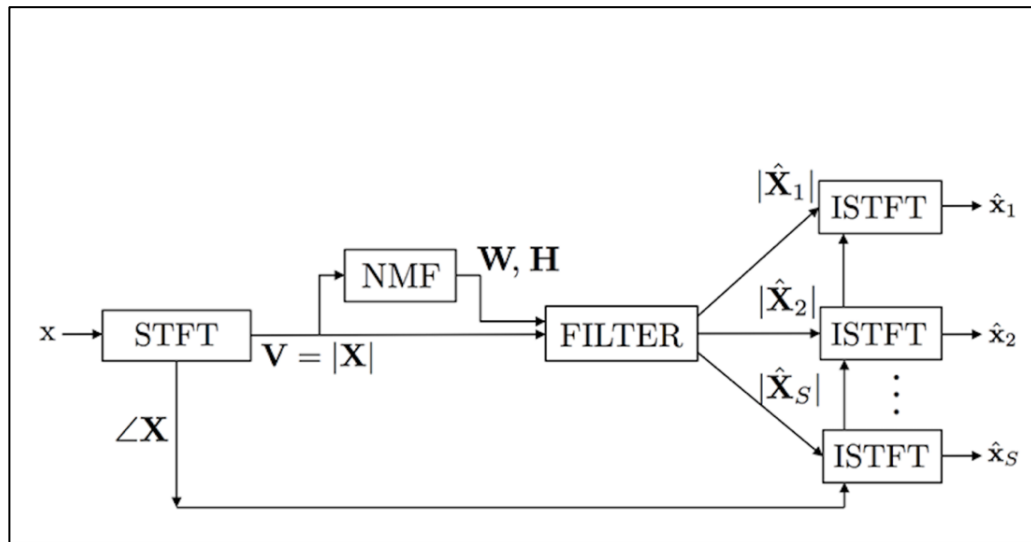 |X̂₁|
ISTFT
x̂₁
NMF
W, H
x
STFT
V = |X|
FILTER
|X̂₂|
ISTFT
x̂₂
⋮
∠X
|X̂_S|
ISTFT
x̂_S